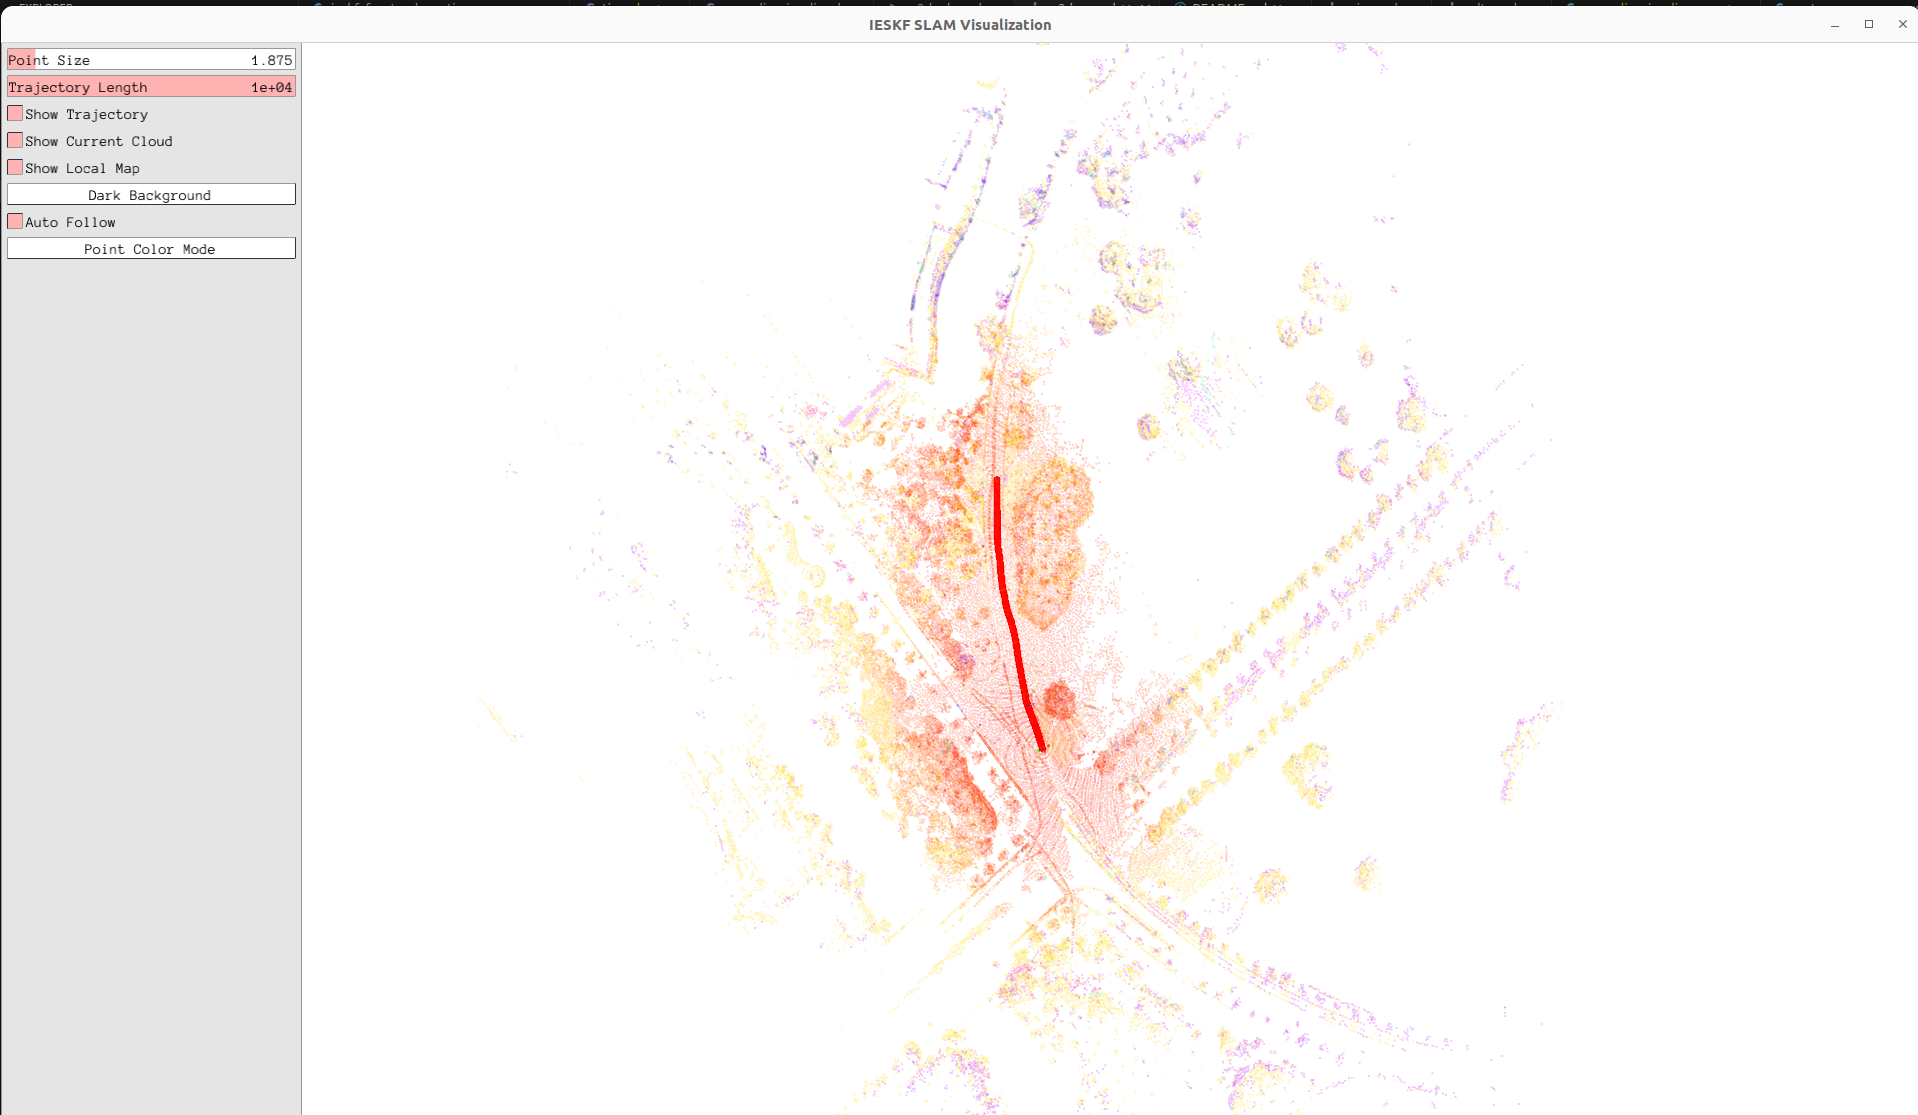 IESKF SLAM Visualization
Point Size 1.875
Trajectory Length 1e+04
Show Trajectory
Show Current Cloud
Show Local Map
Dark Background
Auto Follow
Point Color Mode